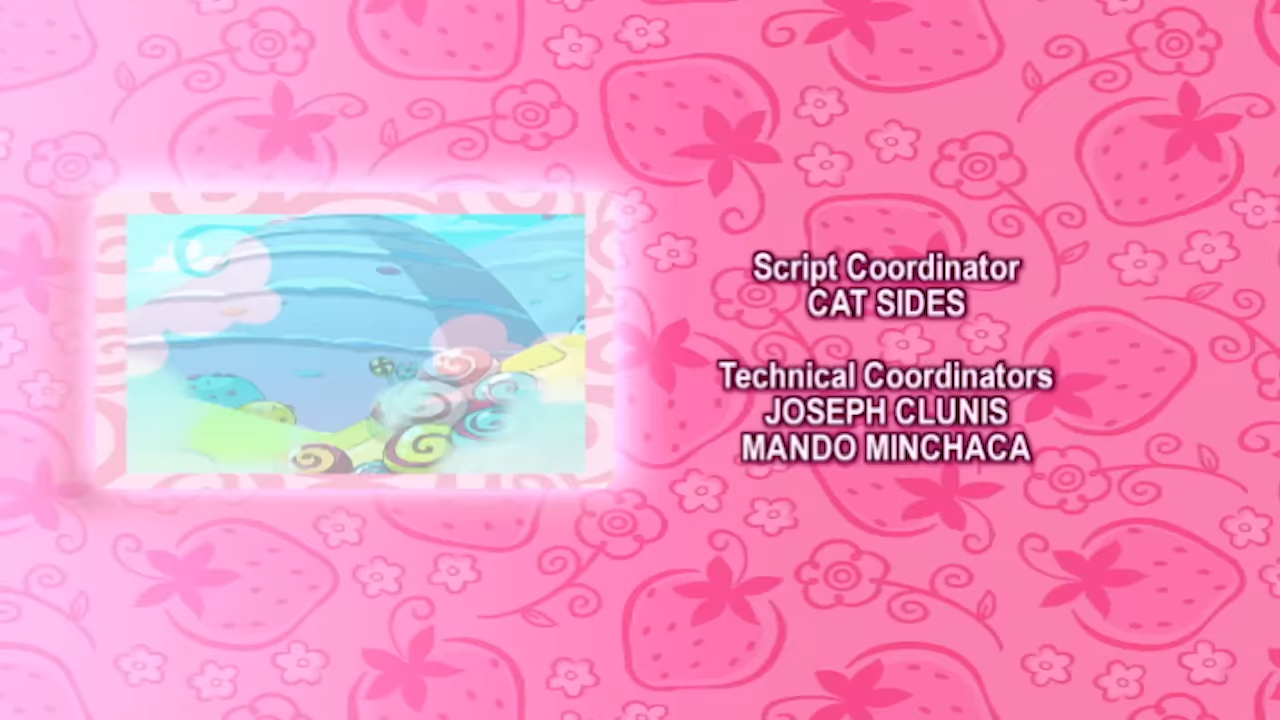 Script Coordinator
CAT SIDES
Technical Coordinators
JOSEPH CLUNIS
MANDO MINCHACA